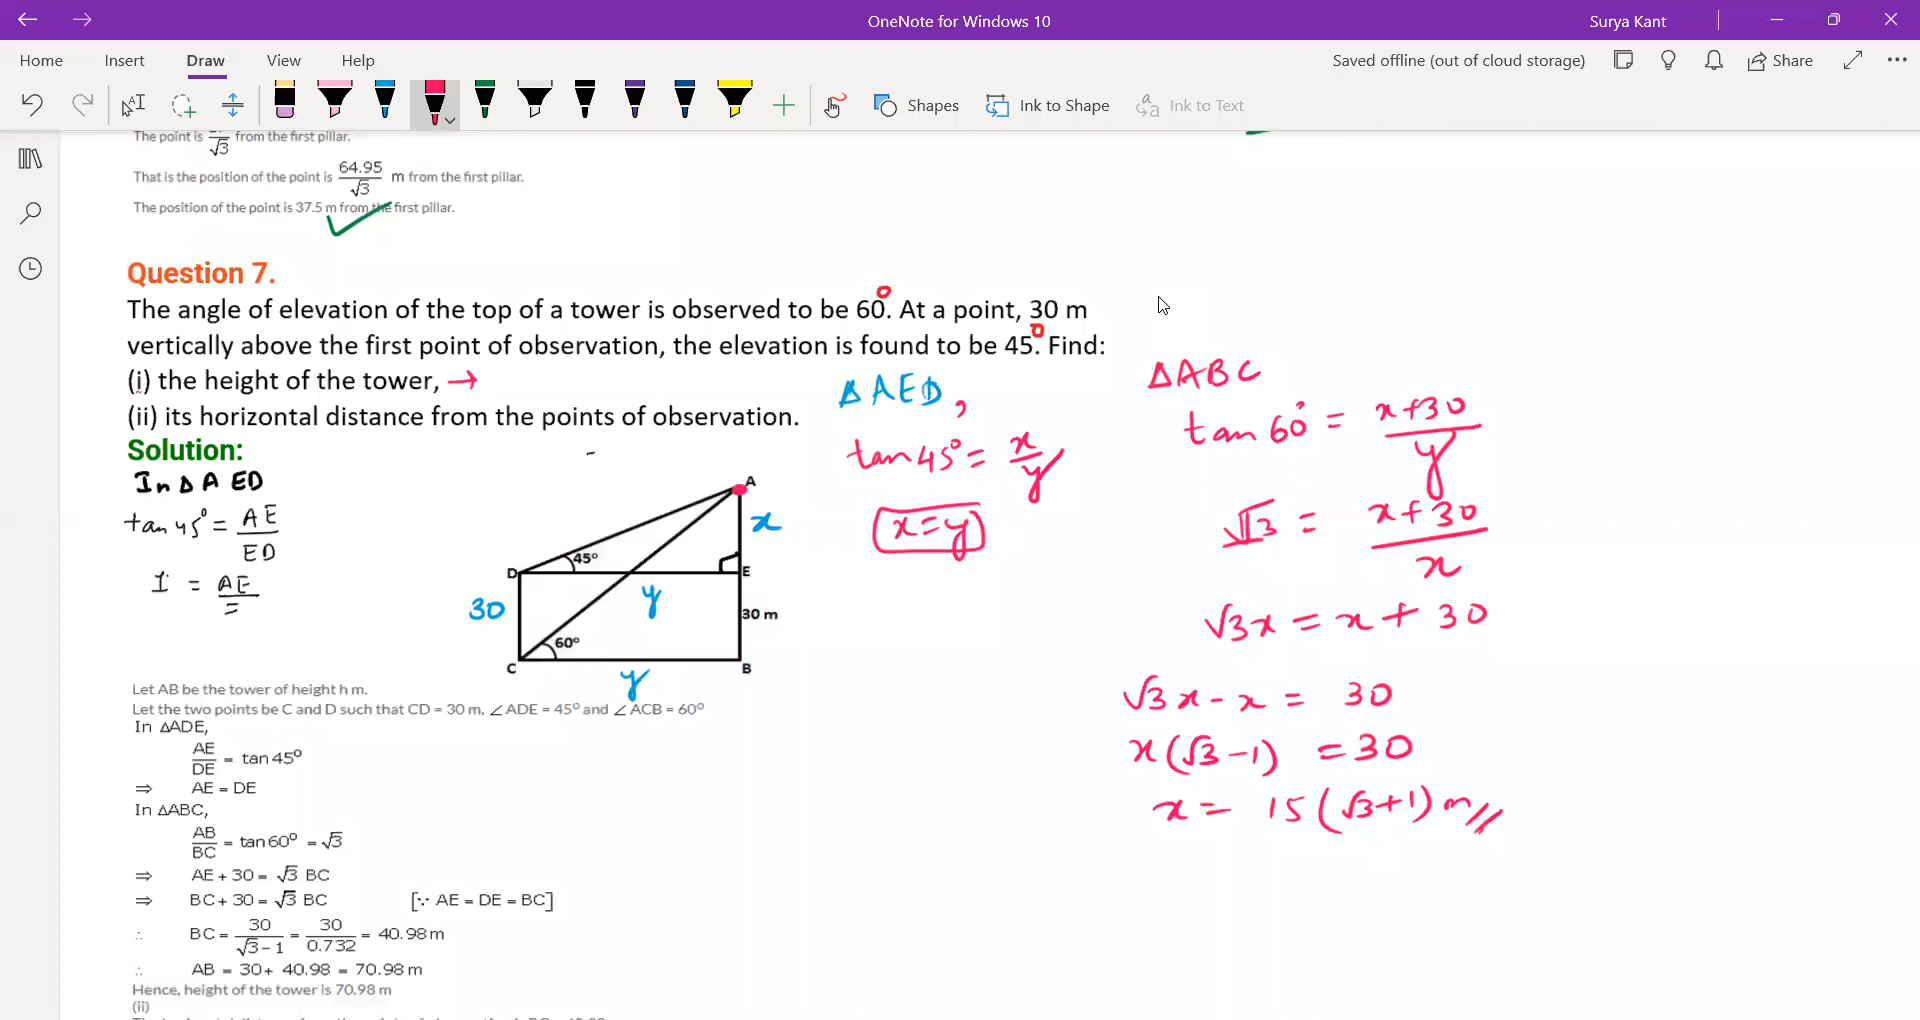 OneNote for Windows 10
Surya Kant
Home Insert Draw View Help
Saved offline (out of cloud storage) Share
Shapes Ink to Shape Ink to Text
The point is /√3 from the first pillar.
That is the position of the point is 64.95/√3 m from the first pillar.
The position of the point is 37.5 m from the first pillar.
Question 7.
The angle of elevation of the top of a tower is observed to be 60°. At a point, 30 m
vertically above the first point of observation, the elevation is found to be 45°. Find:
(i) the height of the tower, →
(ii) its horizontal distance from the points of observation.
Solution:
In Δ AED
tan 45° = AE/ED
1 = AE/
A
x
D
45°
E
30
y
30 m
60°
C
B
y
Δ AED,
tan 45° = x/y
x = y
Δ ABC
tan 60° = x+30/y
√3 = x+30/x
√3x = x + 30
√3x - x = 30
x(√3-1) = 30
x = 15(√3+1) m//
Let AB be the tower of height h m.
Let the two points be C and D such that CD = 30 m, ∠ADE = 45° and ∠ACB = 60°
In ΔADE,
AE/DE = tan 45°
⇒ AE = DE
In ΔABC,
AB/BC = tan 60° = √3
⇒ AE + 30 = √3 BC
⇒ BC + 30 = √3 BC [∵ AE = DE = BC]
∴ BC = 30/√3-1 = 30/0.732 = 40.98 m
∴ AB = 30+ 40.98 = 70.98 m
Hence, height of the tower is 70.98 m
(ii)